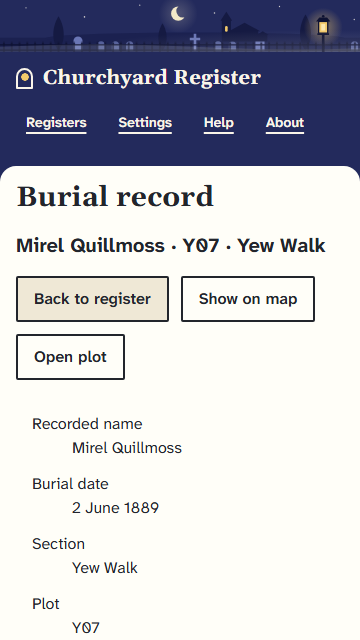 Churchyard Register
Registers Settings Help About
Burial record
Mirel Quillmoss · Y07 · Yew Walk
Back to register
Show on map
Open plot
Recorded name
Mirel Quillmoss
Burial date
2 June 1889
Section
Yew Walk
Plot
Y07